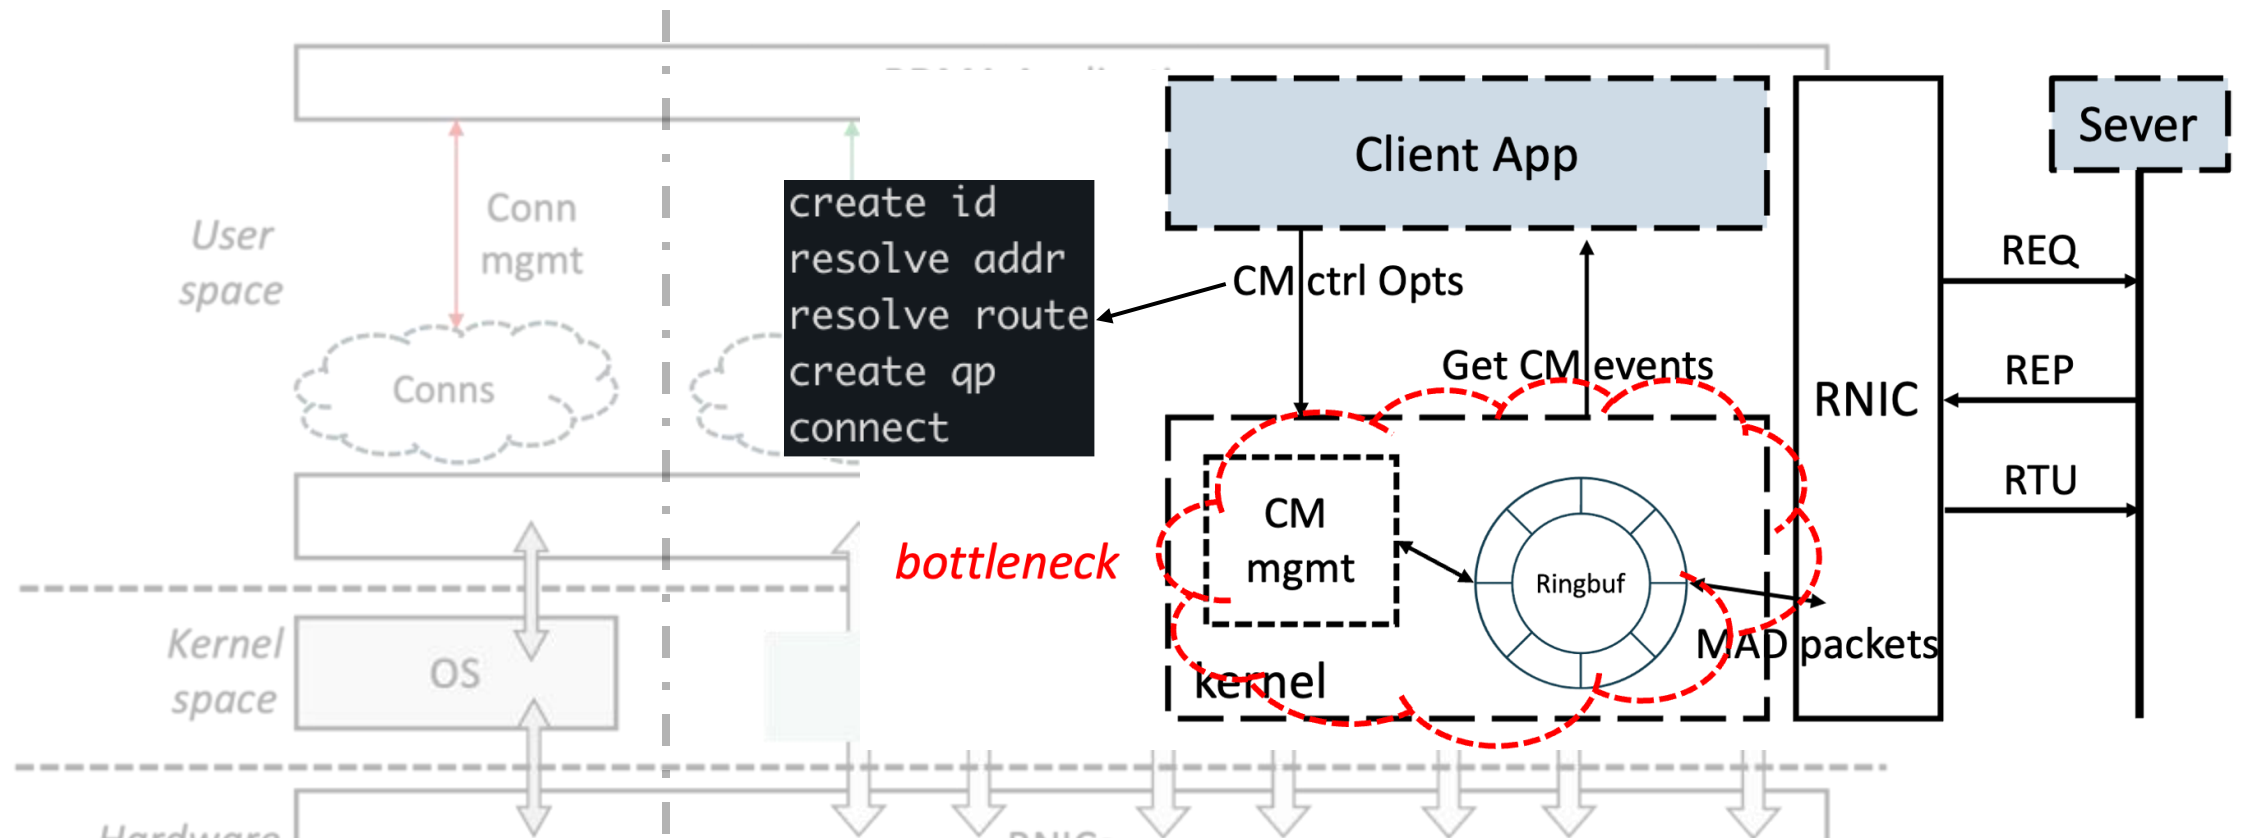 Client App
Sever
create id
resolve addr
resolve route
create qp
connect
User
space
Conn
mgmt
CM ctrl Opts
REQ
Get CM events
REP
RNIC
Conns
RTU
CM
mgmt
bottleneck
Ringbuf
MAD packets
kernel
Kernel
space
OS
Hardware